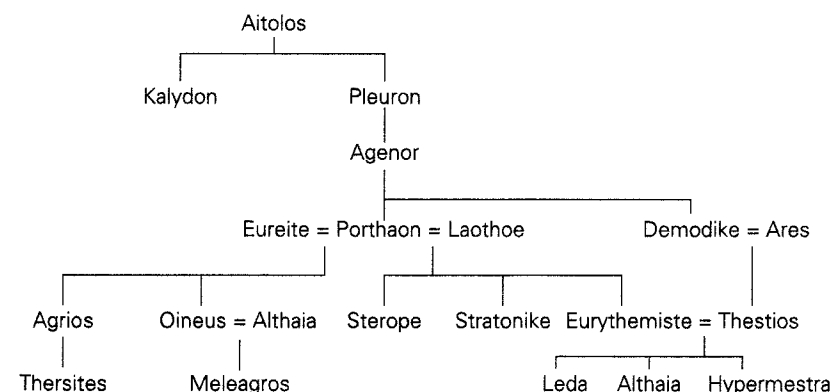 Aitolos
Kalydon Pleuron
Agenor
Eureite = Porthaon = Laothoe Demodike = Ares
Agrios Oineus = Althaia Sterope Stratonike Eurythemiste = Thestios
Thersites Meleagros Leda Althaia Hypermestra